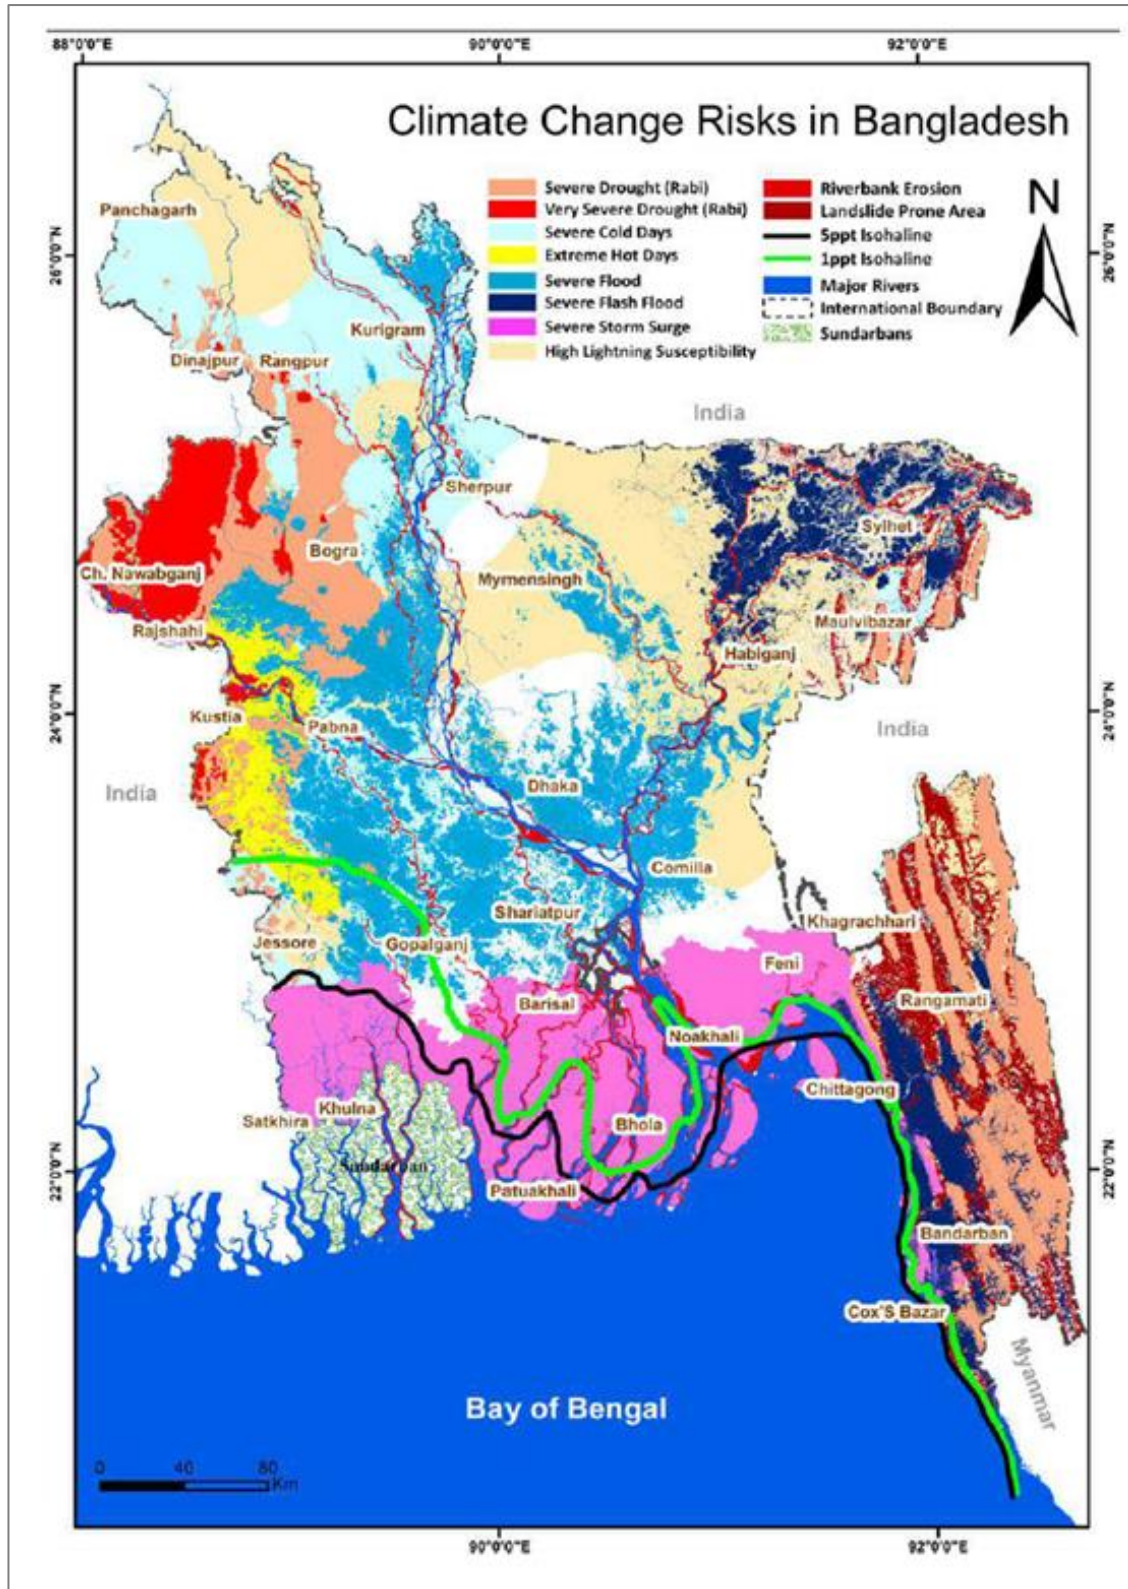 88°0'0"E
90°0'0"E
92°0'0"E
Climate Change Risks in Bangladesh
Severe Drought (Rabi)
Very Severe Drought (Rabi)
Severe Cold Days
Extreme Hot Days
Severe Flood
Severe Flash Flood
Severe Storm Surge
High Lightning Susceptibility
Riverbank Erosion
Landslide Prone Area
5ppt Isohaline
1ppt Isohaline
Major Rivers
International Boundary
Sundarbans
N
26°0'0"N
26°0'0"N
Panchagarh
Kurigram
Dinajpur
Rangpur
India
Sherpur
Sylhet
Bogra
Ch. Nawabganj
Mymensingh
Maulvibazar
Rajshahi
Habiganj
24°0'0"N
24°0'0"N
Kustia
Pabna
India
India
Dhaka
Comilla
Shariatpur
Khagrachhari
Jessore
Gopalganj
Feni
Barisal
Rangamati
Noakhali
Chittagong
Satkhira
Khulna
Bhola
Sundarban
22°0'0"N
22°0'0"N
Patuakhali
Bandarban
Cox'S Bazar
Myanmar
Bay of Bengal
0 40 80
Km
90°0'0"E
92°0'0"E